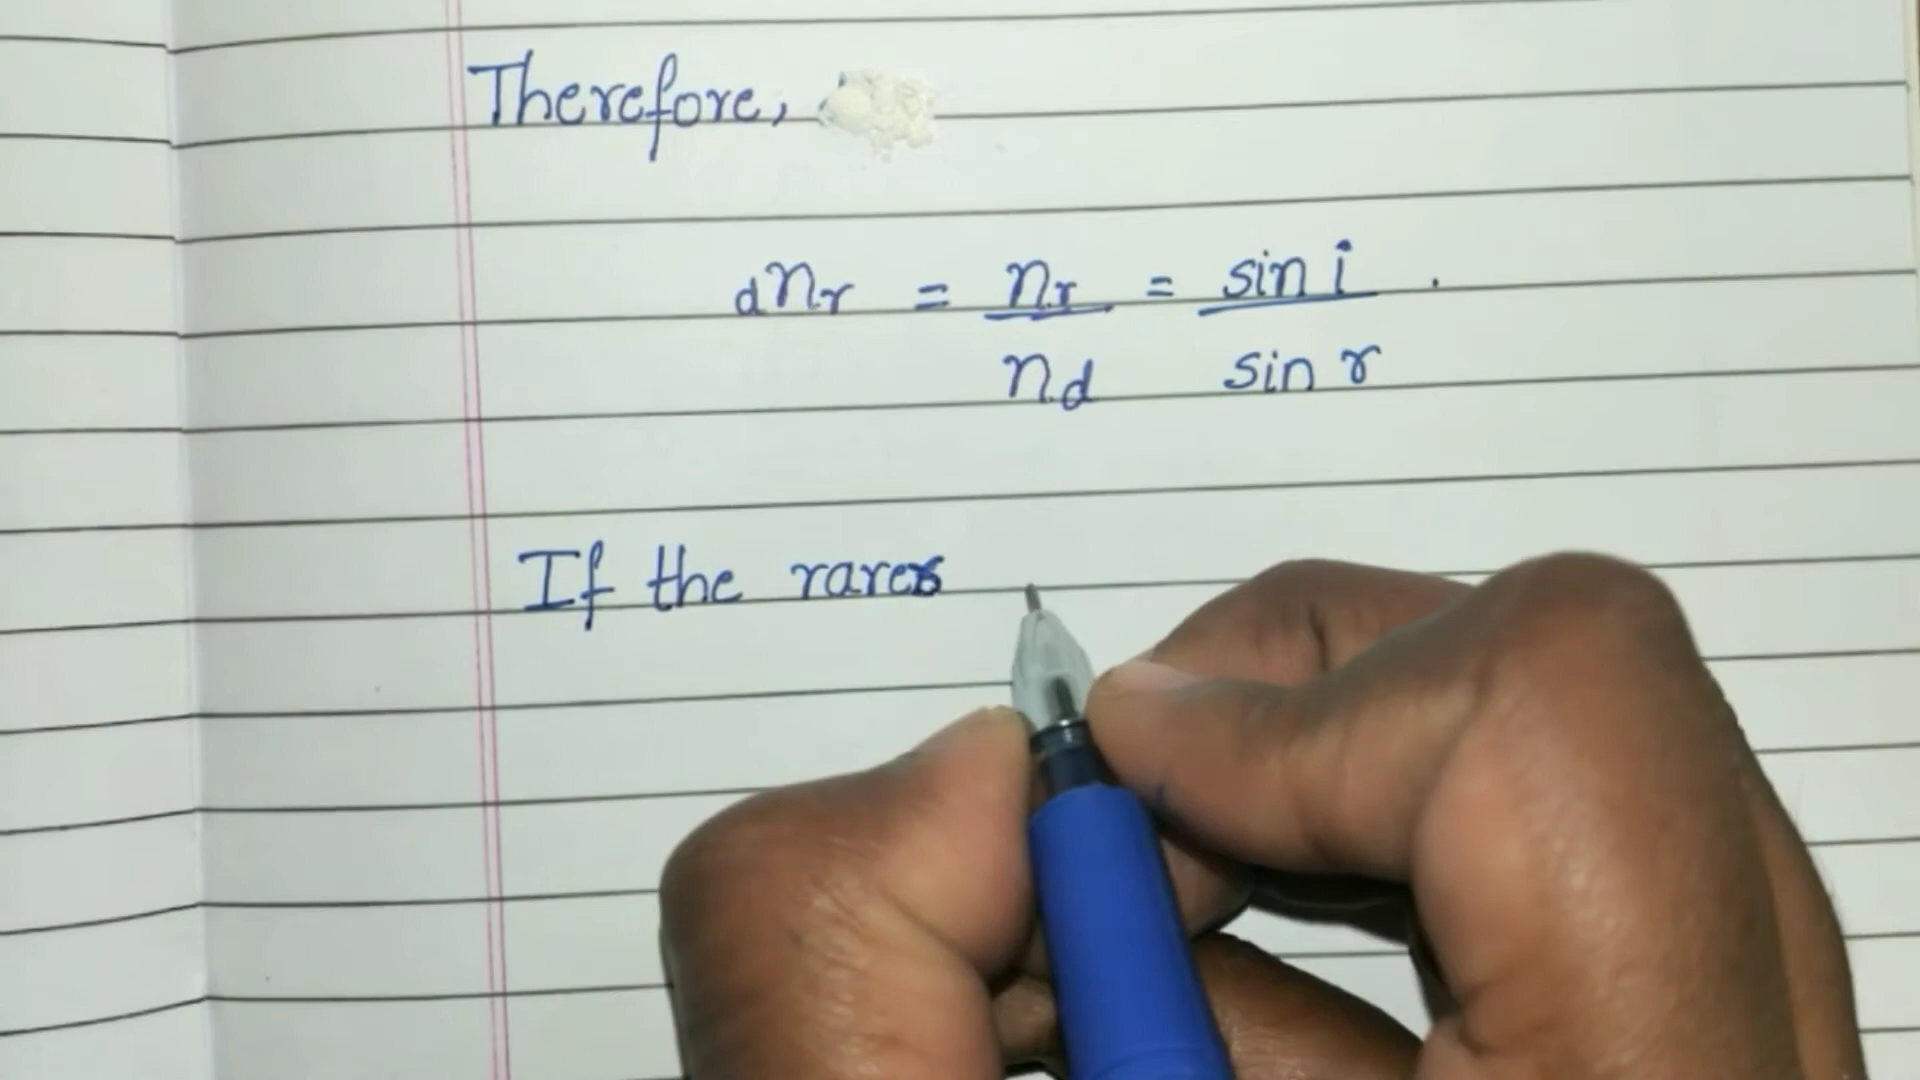 Therefore,
dnr = nr / nd = sin i / sin r .
If the rarer